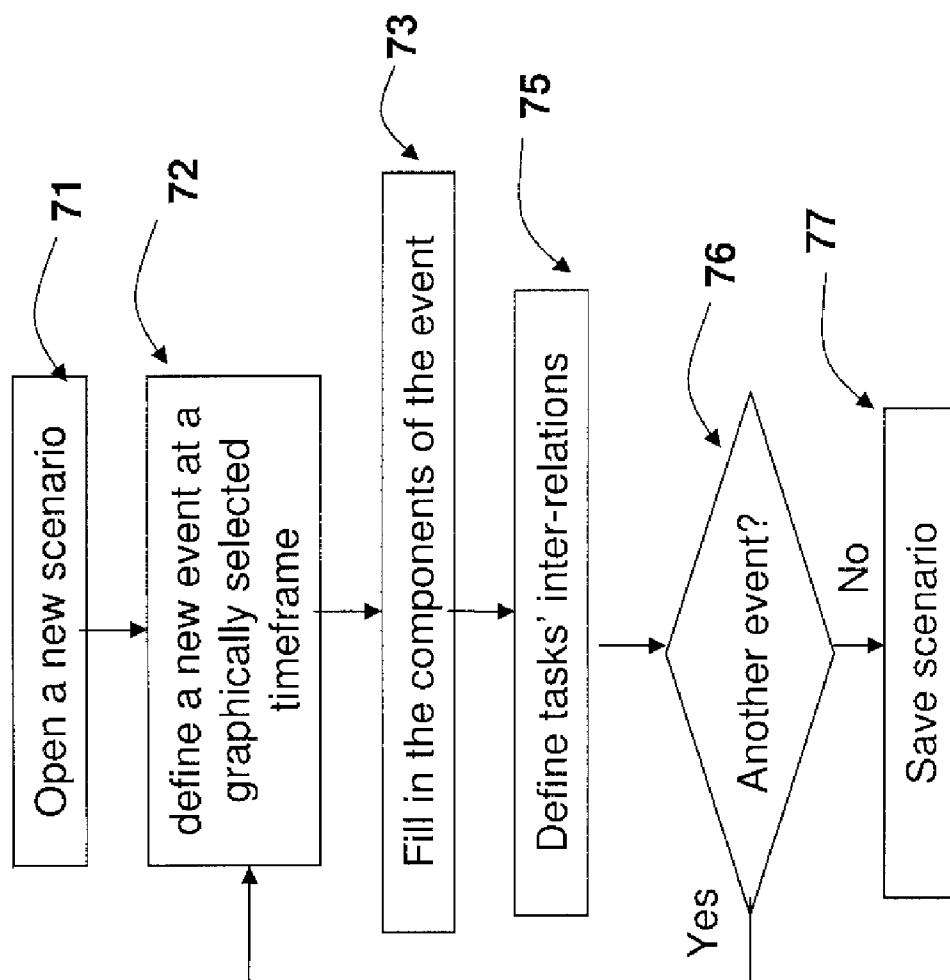 71
Open a new scenario
72
define a new event at a
graphically selected
timeframe
73
Fill in the components of the event
75
Define tasks' inter-relations
76
Another event?
Yes
No
77
Save scenario